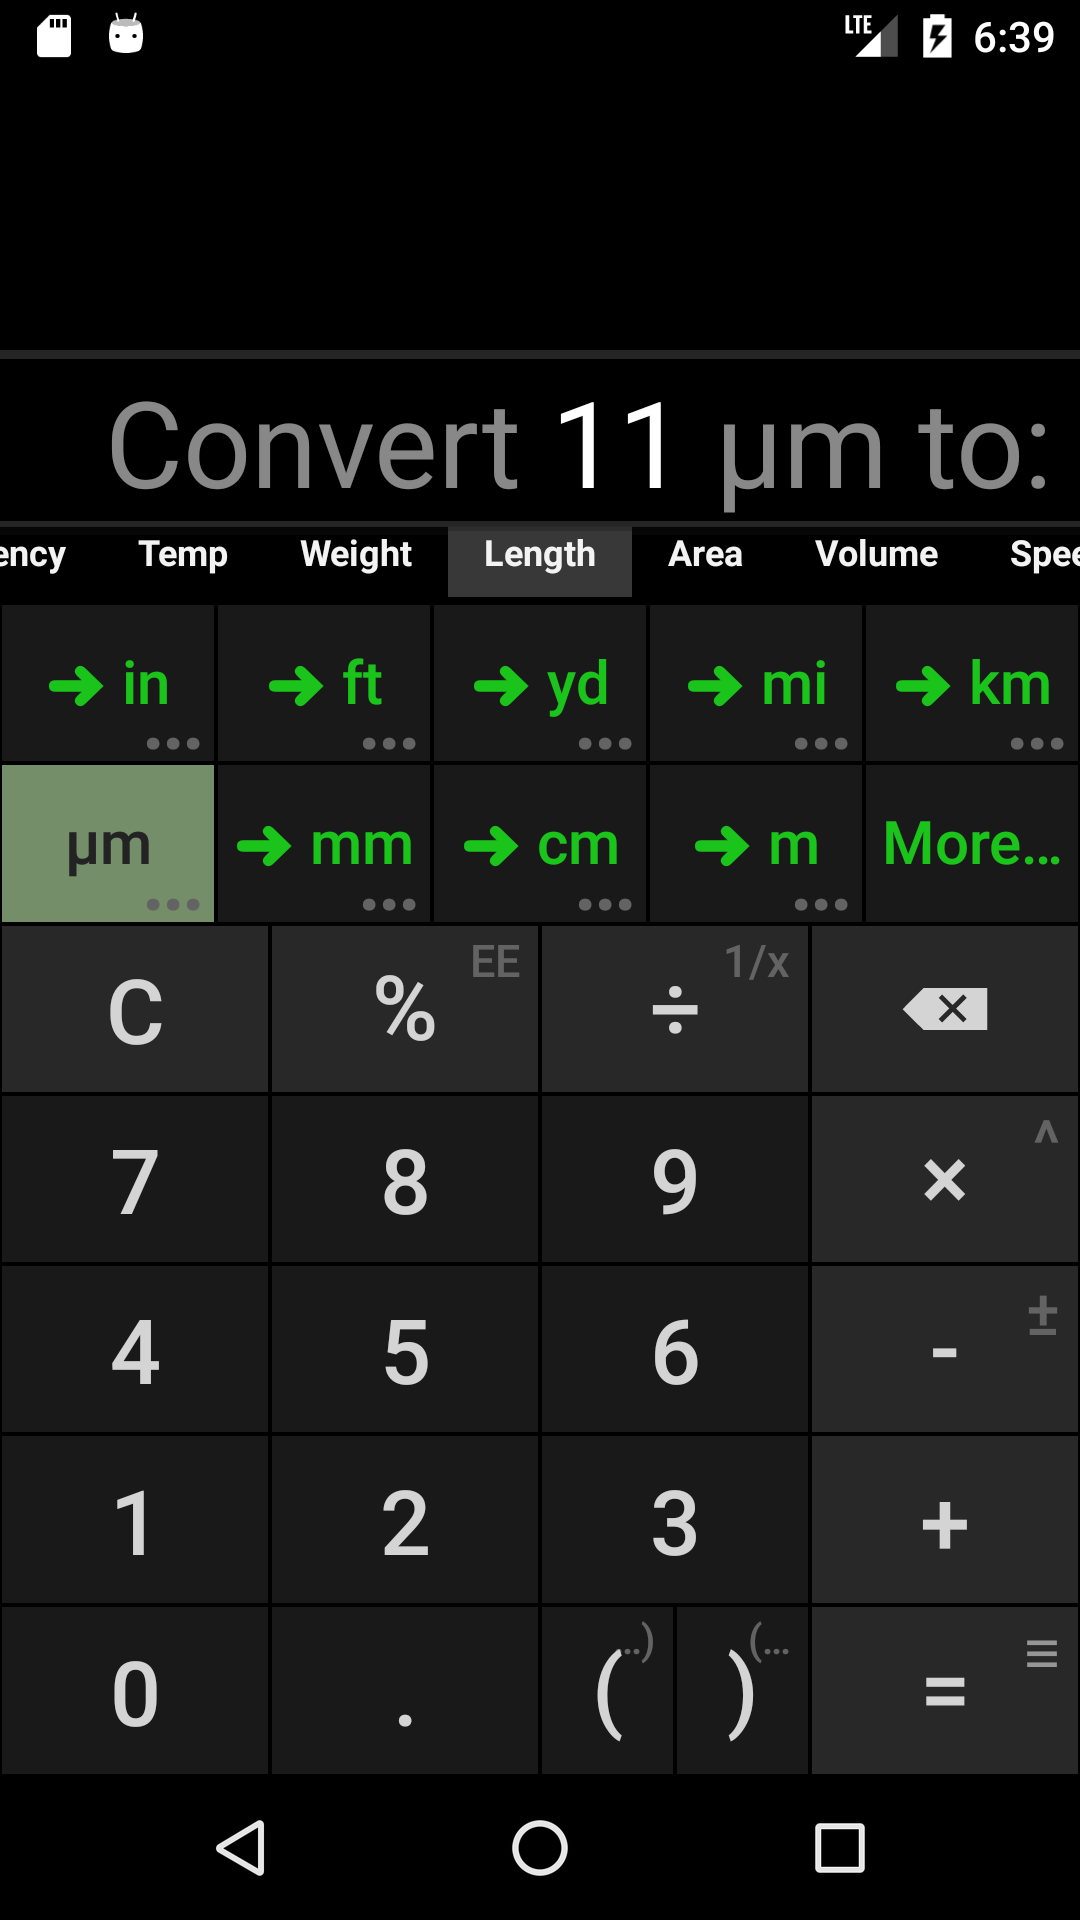 LTE 6:39
Convert 11 µm to:
ency Temp Weight Length Area Volume Spee
in ft yd mi km
µm mm cm m More...
C % EE ÷ 1/x
7 8 9 × ^
4 5 6 - ±
1 2 3 +
0 . ( ..) ) (... =